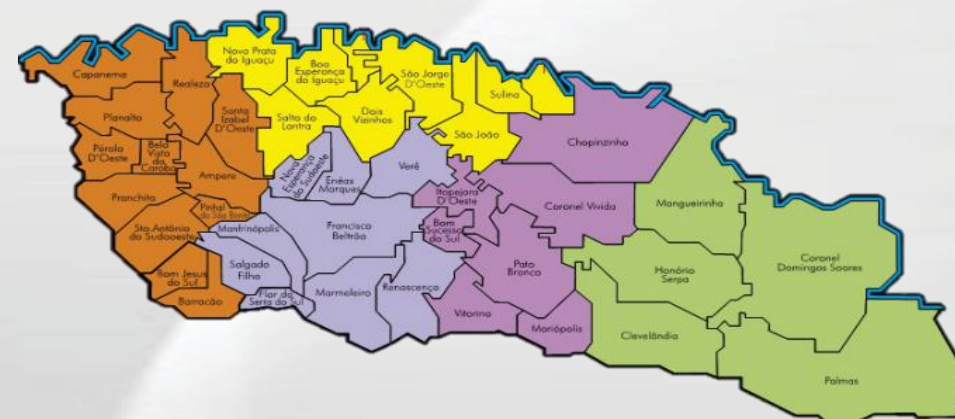 Capanema
Realeza
Planalto
Santa
Izabel
D'Oeste
Pérola
D'Oeste
Bela
Vista
da
Caroba
Ampere
Pranchita
Pinhal
do São Bento
Sto. Antônio
do Sudooeste
Bom Jesus
do Sul
Barracão
Nova Prata
do Iguaçu
Boa
Esperança
do Iguaçu
São Jorge
D'Oeste
Sulina
Salto do
Lontra
Dois
Vizinhos
São João
Nova
Esperança
do Sudoeste
Enéas
Marques
Verê
Manfrinópolis
Francisco
Beltrão
Salgado
Filho
Flor da
Serra do Sul
Marmeleiro
Renascença
Chopinzinho
Itapejara
D'Oeste
Coronel Vivida
Bom
Sucesso
do Sul
Pato
Branco
Vitorino
Mariópolis
Mangueirinha
Honório
Serpa
Coronel
Domingos Soares
Clevelândia
Palmas